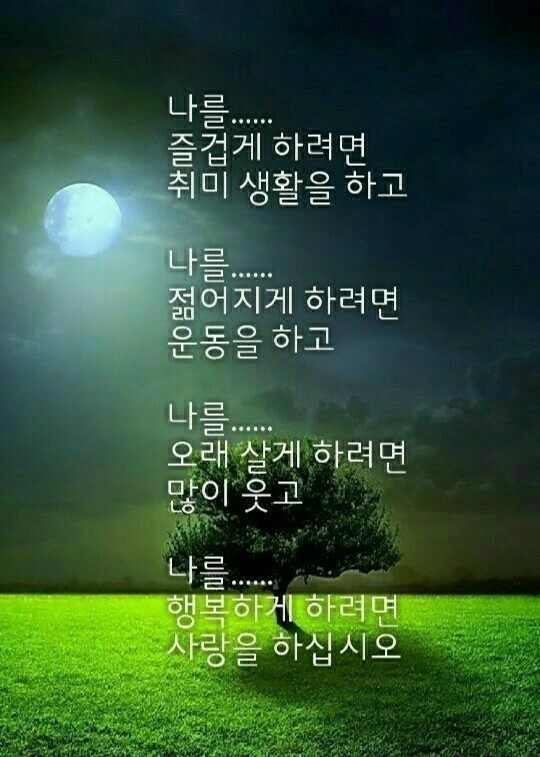 나를......
즐겁게 하려면
취미 생활을 하고
나를......
젊어지게 하려면
운동을 하고
나를......
오래 살게 하려면
많이 웃고
나를......
행복하게 하려면
사랑을 하십시오